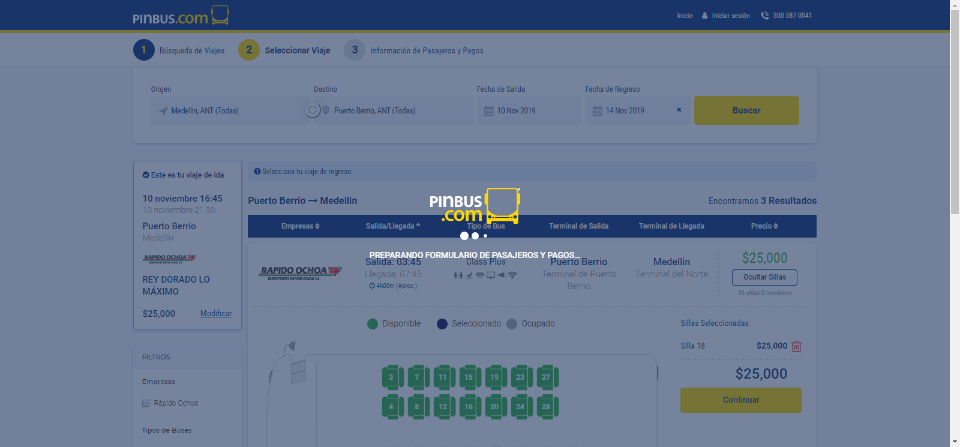 PINBUS.com
Inicio
Iniciar sesión
300 387 0041
1 Búsqueda de Viajes
2 Seleccionar Viaje
3 Información de Pasajeros y Pagos
Origen
Destino
Fecha de Salida
Fecha de Regreso
Medellin, ANT (Todas)
Puerto Berrio, ANT (Todas)
10 Nov 2019
14 Nov 2019
×
Buscar
Este es tu viaje de ida
10 noviembre 16:45
10 noviembre 21:30
Puerto Berrio
Medellin
RAPIDO OCHOA
REY DORADO LO
MÁXIMO
$25,000
Modificar
FILTROS
Empresas
Rápido Ochoa
Tipos de Buses
Selecciona tu viaje de regreso
Puerto Berrio → Medellin
Encontramos 3 Resultados
PINBUS
.com
PREPARANDO FORMULARIO DE PASAJEROS Y PAGOS...
Empresas
Salida/Llegada
Tipo de Bus
Terminal de Salida
Terminal de Llegada
Precio
RAPIDO OCHOA
Salida: 03:45
Llegada: 07:45
4h00m (Aprox.)
Class Plus
Puerto Berrio
Terminal de Puerto
Berrio
Medellin
Terminal del Norte
$25,000
Ocultar Sillas
Disponible
Seleccionado
Ocupado
3 7 11 15 19 23 27
4 8 12 16 20 24 28
Sillas Seleccionadas
Silla 18
$25,000
$25,000
Continuar